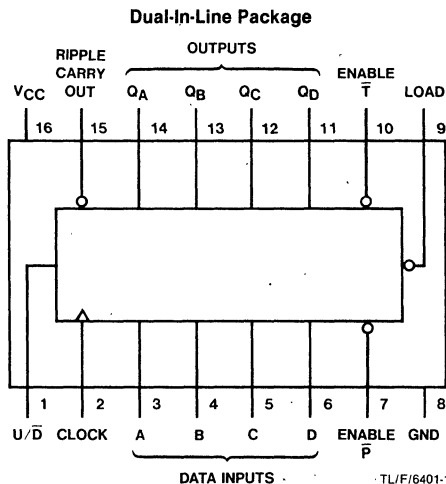 Dual-In-Line Package
OUTPUTS
RIPPLE
CARRY
OUT
ENABLE
T̅
VCC QA QB QC QD LOAD
16 15 14 13 12 11 10 9
1 2 3 4 5 6 7 8
U/D̅ CLOCK A B C D ENABLE P̅ GND
DATA INPUTS
TL/F/6401-